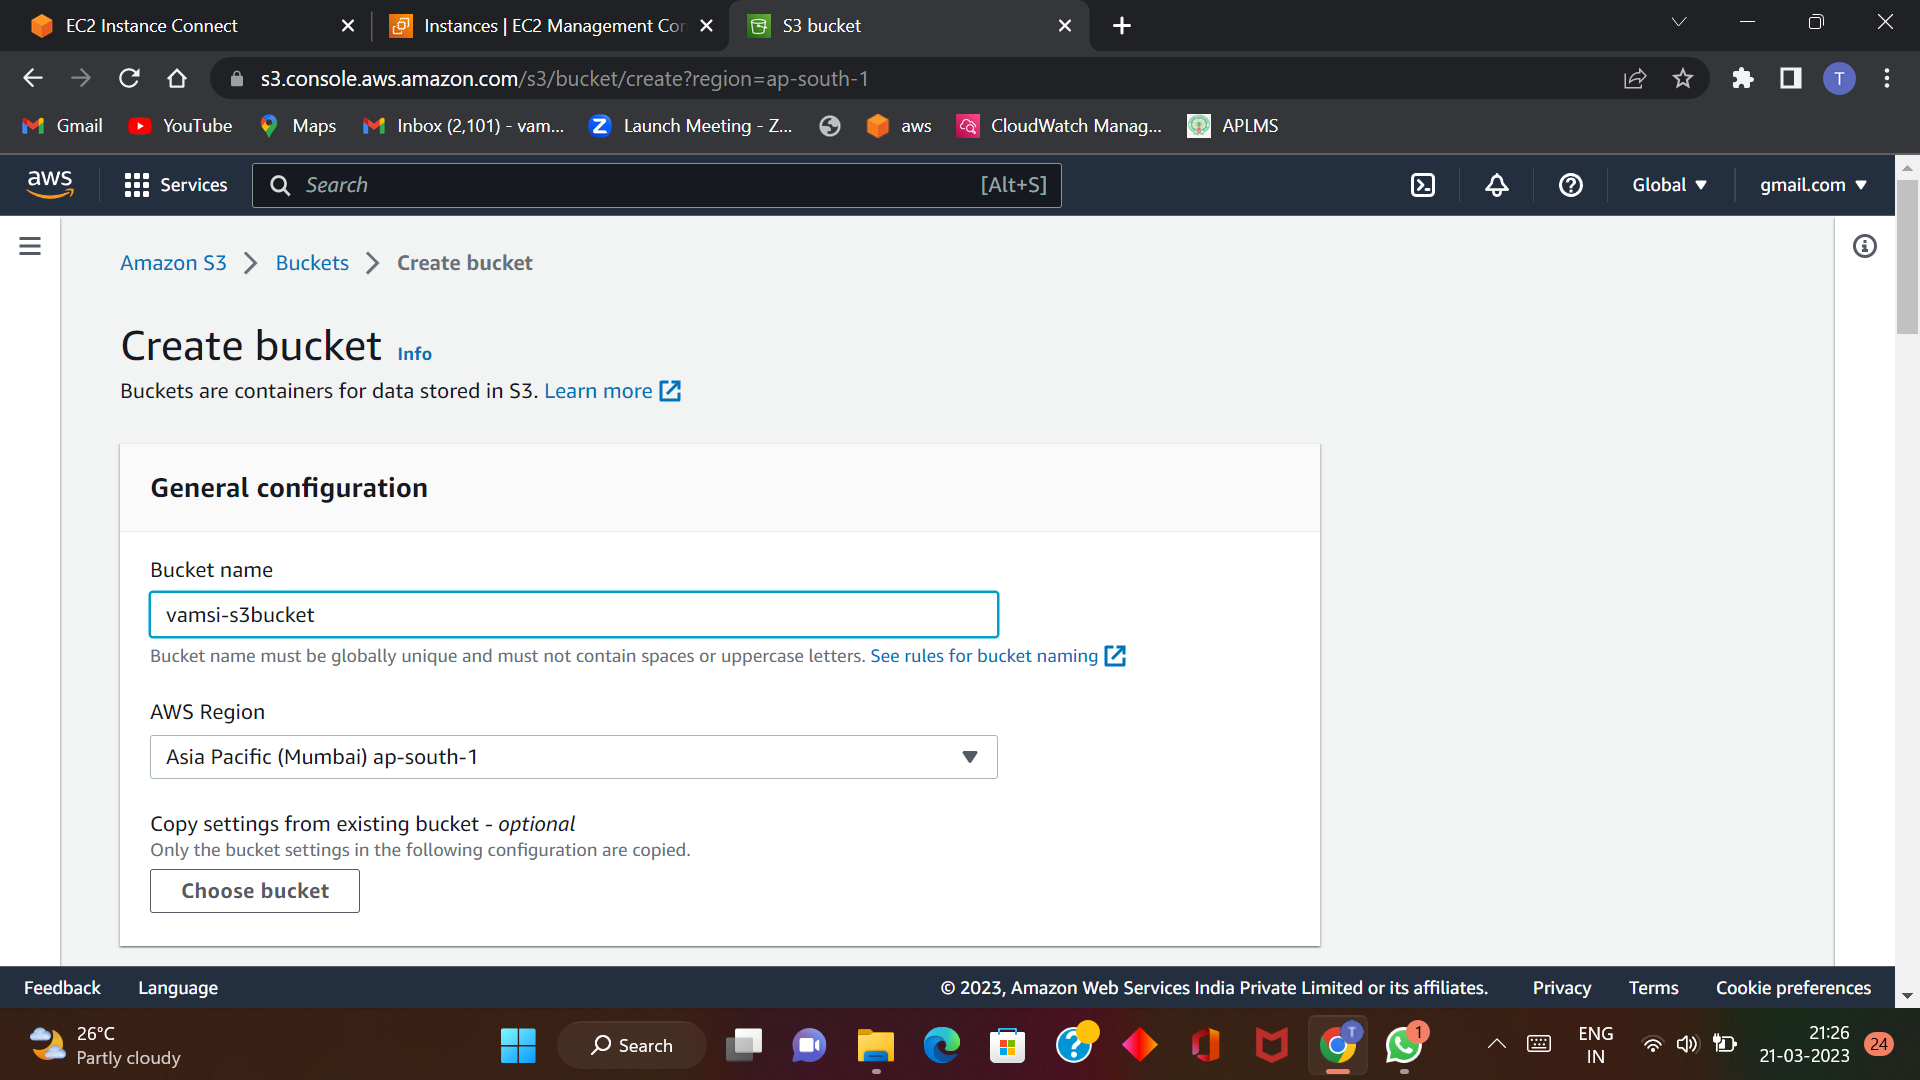 EC2 Instance Connect
Instances | EC2 Management Con
S3 bucket
s3.console.aws.amazon.com/s3/bucket/create?region=ap-south-1
T
Gmail
YouTube
Maps
Inbox (2,101) - vam...
Launch Meeting - Z...
aws
CloudWatch Manag...
APLMS
aws
Services
Search
[Alt+S]
Global
gmail.com
Amazon S3
Buckets
Create bucket
Create bucket Info
Buckets are containers for data stored in S3. Learn more
General configuration
Bucket name
vamsi-s3bucket
Bucket name must be globally unique and must not contain spaces or uppercase letters. See rules for bucket naming
AWS Region
Asia Pacific (Mumbai) ap-south-1
Copy settings from existing bucket - optional
Only the bucket settings in the following configuration are copied.
Choose bucket
Feedback
Language
© 2023, Amazon Web Services India Private Limited or its affiliates.
Privacy
Terms
Cookie preferences
26°C
Partly cloudy
Search
T
1
ENG
IN
21:26
21-03-2023
24